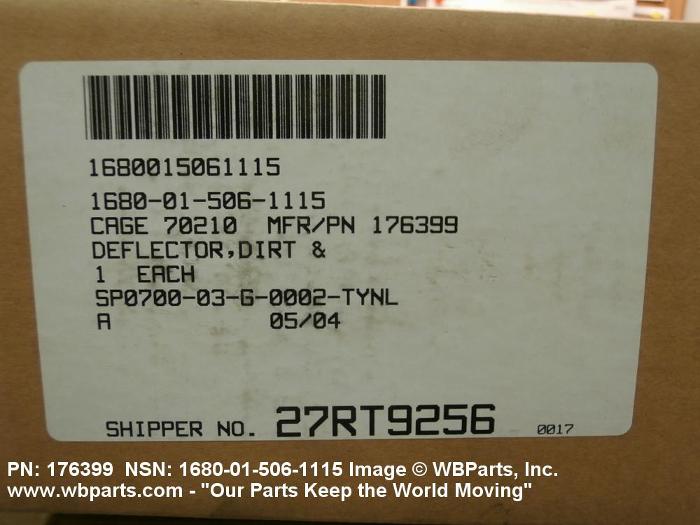 1680015061115
1680-01-506-1115
CAGE 70210 MFR/PN 176399
DEFLECTOR,DIRT &
1 EACH
SP0700-03-G-0002-TYNL
A 05/04
SHIPPER NO. 27RT9256 0017
PN: 176399 NSN: 1680-01-506-1115 Image © WBParts, Inc.
www.wbparts.com - "Our Parts Keep the World Moving"